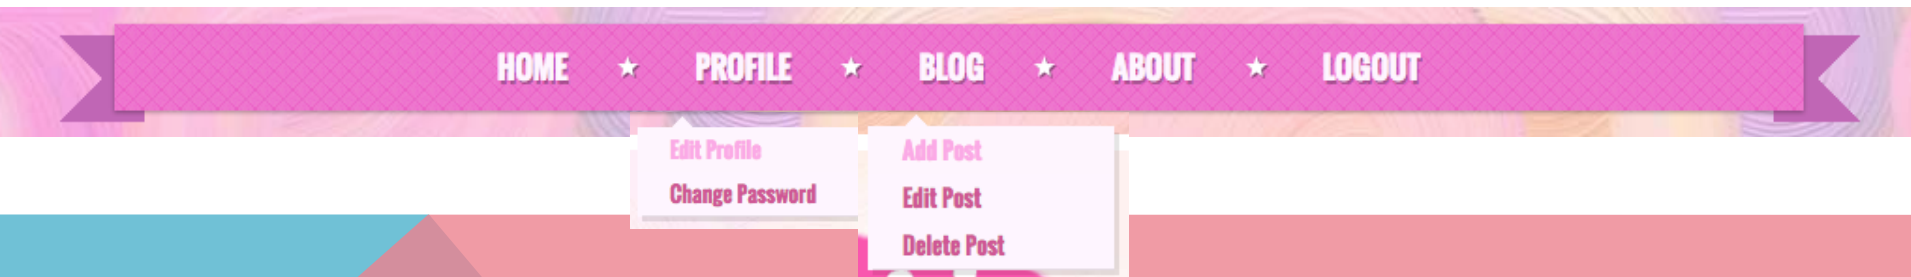 HOME ★ PROFILE ★ BLOG ★ ABOUT ★ LOGOUT
Edit Profile
Change Password
Add Post
Edit Post
Delete Post